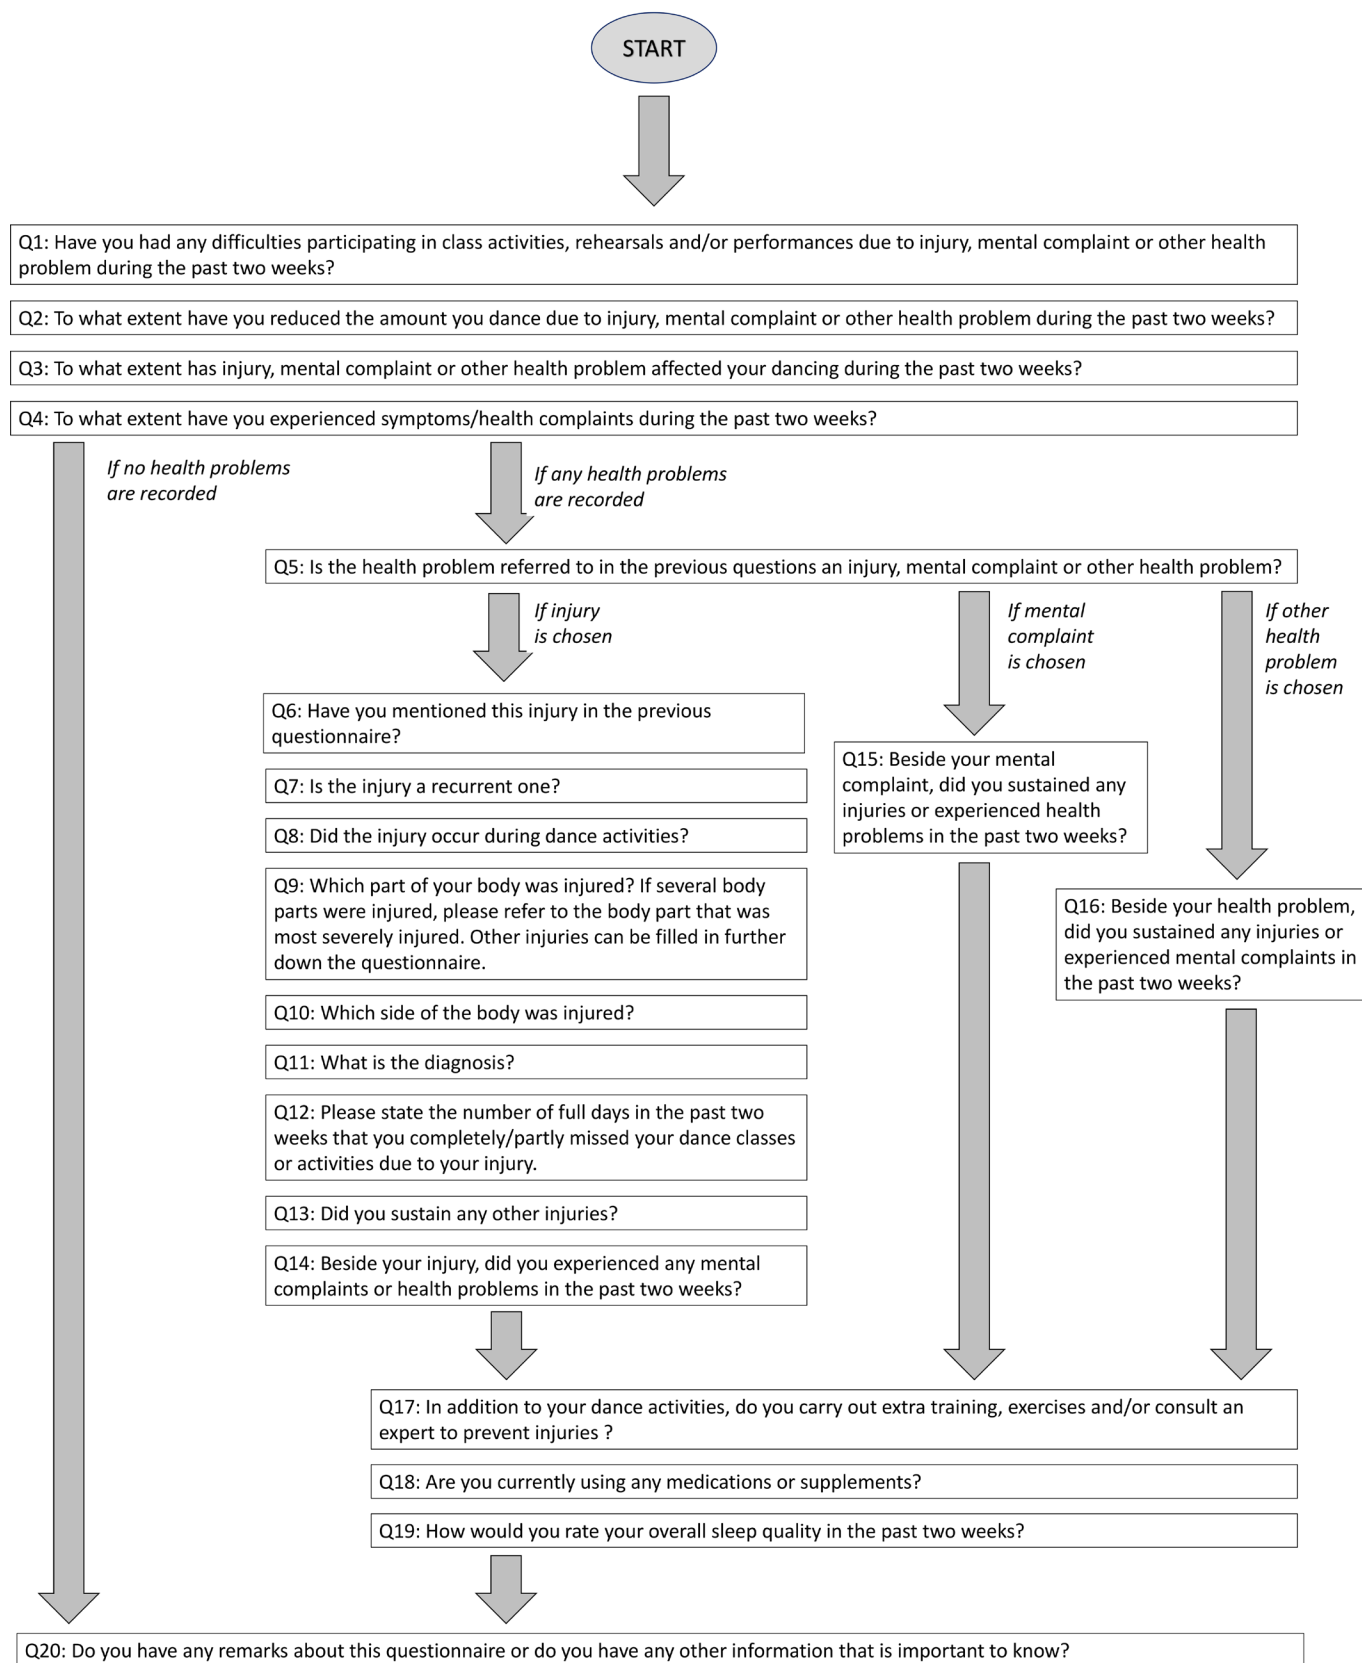 START
Q1: Have you had any difficulties participating in class activities, rehearsals and/or performances due to injury, mental complaint or other health
problem during the past two weeks?
Q2: To what extent have you reduced the amount you dance due to injury, mental complaint or other health problem during the past two weeks?
Q3: To what extent has injury, mental complaint or other health problem affected your dancing during the past two weeks?
Q4: To what extent have you experienced symptoms/health complaints during the past two weeks?
If no health problems
are recorded
If any health problems
are recorded
Q5: Is the health problem referred to in the previous questions an injury, mental complaint or other health problem?
If injury
is chosen
If mental
complaint
is chosen
If other
health
problem
is chosen
Q6: Have you mentioned this injury in the previous
questionnaire?
Q7: Is the injury a recurrent one?
Q8: Did the injury occur during dance activities?
Q9: Which part of your body was injured? If several body
parts were injured, please refer to the body part that was
most severely injured. Other injuries can be filled in further
down the questionnaire.
Q10: Which side of the body was injured?
Q11: What is the diagnosis?
Q12: Please state the number of full days in the past two
weeks that you completely/partly missed your dance classes
or activities due to your injury.
Q13: Did you sustain any other injuries?
Q14: Beside your injury, did you experienced any mental
complaints or health problems in the past two weeks?
Q15: Beside your mental
complaint, did you sustained any
injuries or experienced health
problems in the past two weeks?
Q16: Beside your health problem,
did you sustained any injuries or
experienced mental complaints in
the past two weeks?
Q17: In addition to your dance activities, do you carry out extra training, exercises and/or consult an
expert to prevent injuries ?
Q18: Are you currently using any medications or supplements?
Q19: How would you rate your overall sleep quality in the past two weeks?
Q20: Do you have any remarks about this questionnaire or do you have any other information that is important to know?